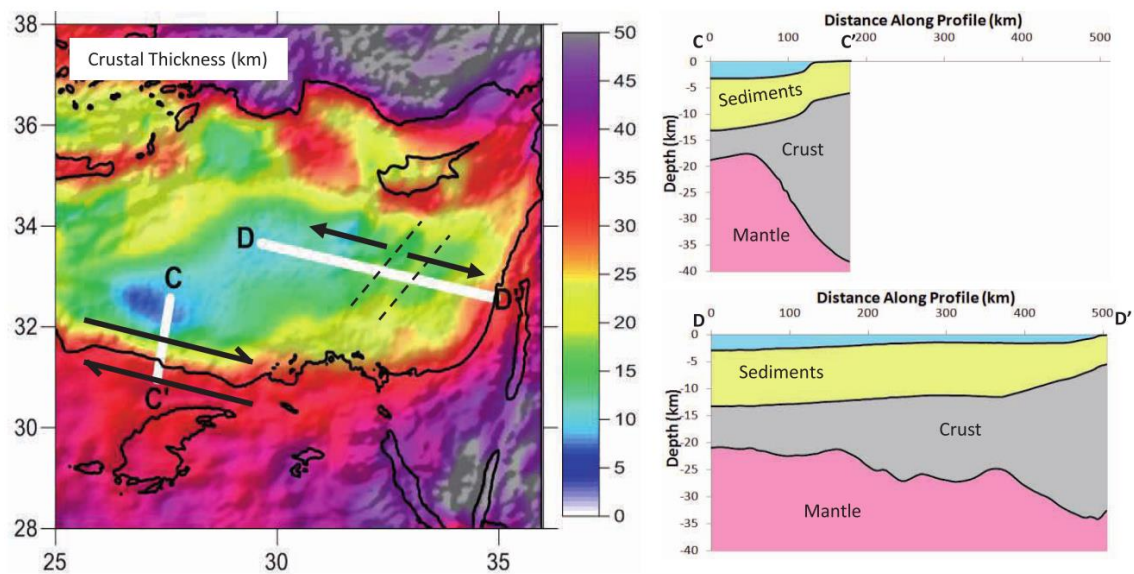 Crustal Thickness (km)
38
36
34
32
30
28
25
30
35
D
D'
C
C'
50
45
40
35
30
25
20
15
10
5
0
Distance Along Profile (km)
C C'
0 100 200 300 400 500
Depth (km)
0
-5
-10
-15
-20
-25
-30
-35
-40
Sediments
Crust
Mantle
Distance Along Profile (km)
D D’
0 100 200 300 400 500
Depth (km)
0
-5
-10
-15
-20
-25
-30
-35
-40
Sediments
Crust
Mantle